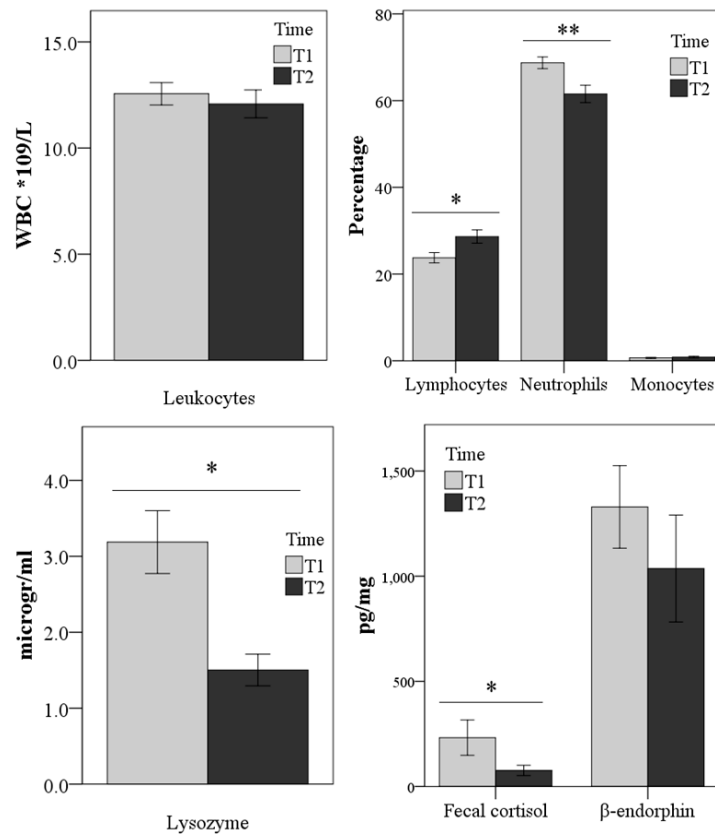 Time
T1
T2
15.0
10.0
5.0
0.0
WBC *109/L
Leukocytes
Time
T1
T2
**
*
80
60
40
20
0
Percentage
Lymphocytes Neutrophils Monocytes
*
Time
T1
T2
4.0
3.0
2.0
1.0
0.0
microgr/ml
Lysozyme
Time
T1
T2
*
1,500
1,000
500
0
pg/mg
Fecal cortisol β-endorphin